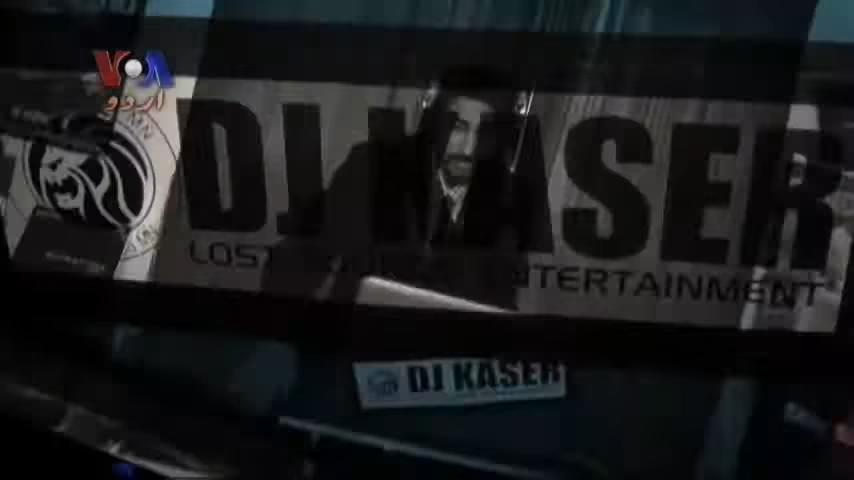 VOA
اردو
DJ KASER
LOST ENTERTAINMENT
DJ KASER